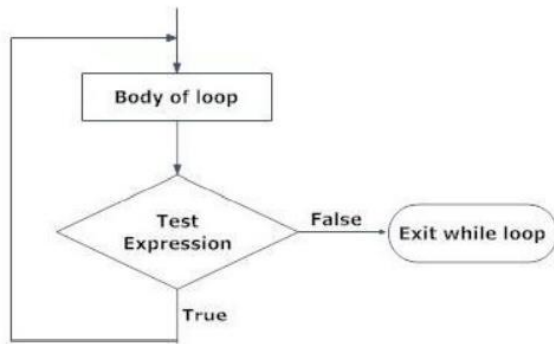 Body of loop
Test
Expression
False
Exit while loop
True